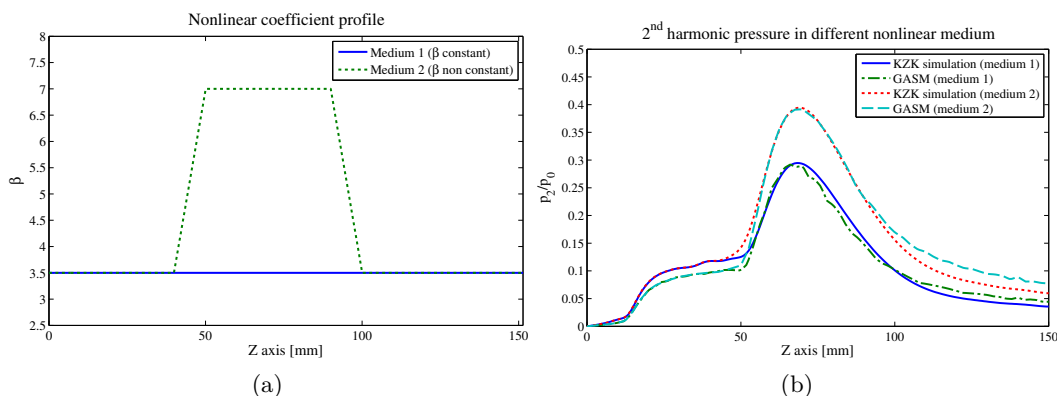 Nonlinear coefficient profile
8
7.5
7
6.5
6
5.5
5
4.5
4
3.5
3
2.5
β
0
50
100
150
Z axis [mm]
Medium 1 (β constant)
Medium 2 (β non constant)
(a)
2nd harmonic pressure in different nonlinear medium
0.5
0.45
0.4
0.35
0.3
0.25
0.2
0.15
0.1
0.05
0
p2/p0
0
50
100
150
Z axis [mm]
KZK simulation (medium 1)
GASM (medium 1)
KZK simulation (medium 2)
GASM (medium 2)
(b)